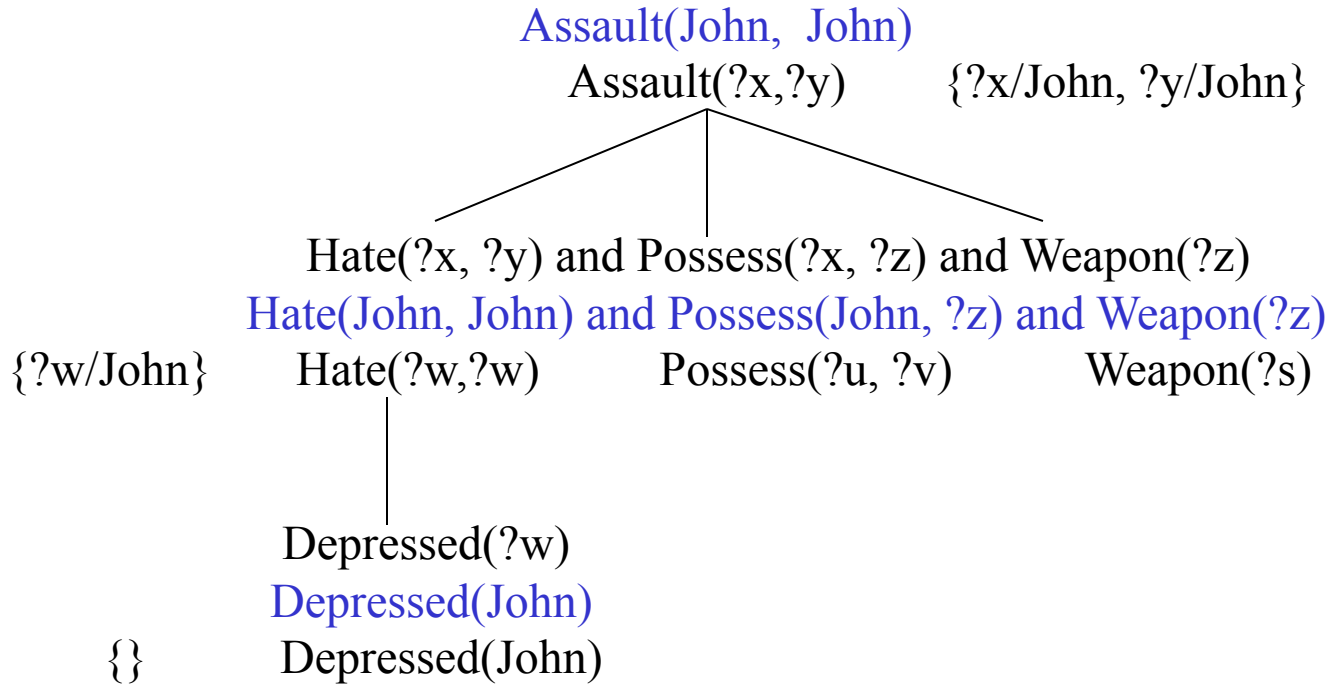 Assault(John, John)
Assault(?x,?y) {?x/John, ?y/John}
Hate(?x, ?y) and Possess(?x, ?z) and Weapon(?z)
Hate(John, John) and Possess(John, ?z) and Weapon(?z)
{?w/John} Hate(?w,?w) Possess(?u, ?v) Weapon(?s)
Depressed(?w)
Depressed(John)
{} Depressed(John)